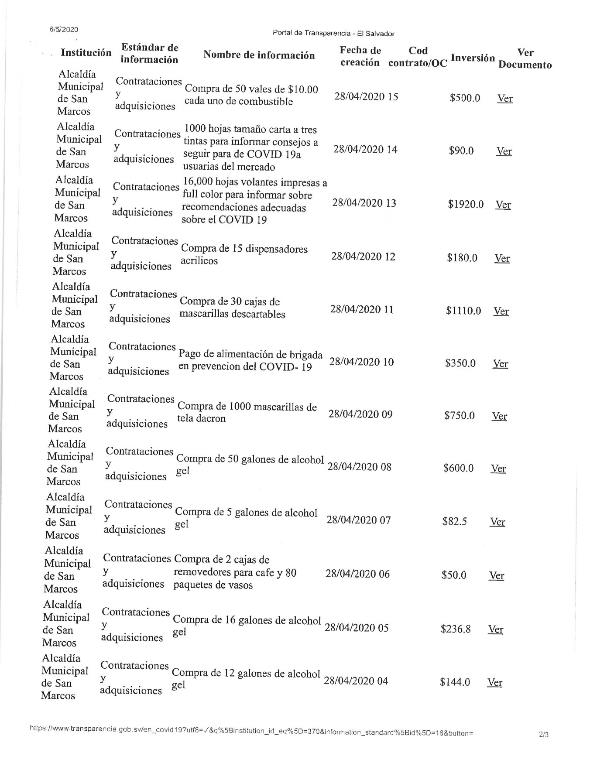 6/5/2020
Portal de Transparencia - El Salvador
Institución Estándar de información Nombre de información Fecha de creación Cod contrato/OC Inversión Ver Documento
Alcaldía Municipal de San Marcos Contrataciones y adquisiciones Compra de 50 vales de $10.00 cada uno de combustible 28/04/2020 15 $500.0 Ver
Alcaldía Municipal de San Marcos Contrataciones y adquisiciones 1000 hojas tamaño carta a tres tintas para informar consejos a seguir para de COVID 19a usuarias del mercado 28/04/2020 14 $90.0 Ver
Alcaldía Municipal de San Marcos Contrataciones y adquisiciones 16,000 hojas volantes impresas a full color para informar sobre recomendaciones adecuadas sobre el COVID 19 28/04/2020 13 $1920.0 Ver
Alcaldía Municipal de San Marcos Contrataciones y adquisiciones Compra de 15 dispensadores acrilicos 28/04/2020 12 $180.0 Ver
Alcaldía Municipal de San Marcos Contrataciones y adquisiciones Compra de 30 cajas de mascarillas descartables 28/04/2020 11 $1110.0 Ver
Alcaldía Municipal de San Marcos Contrataciones y adquisiciones Pago de alimentación de brigada en prevencion del COVID- 19 28/04/2020 10 $350.0 Ver
Alcaldía Municipal de San Marcos Contrataciones y adquisiciones Compra de 1000 mascarillas de tela dacron 28/04/2020 09 $750.0 Ver
Alcaldía Municipal de San Marcos Contrataciones y adquisiciones Compra de 50 galones de alcohol gel 28/04/2020 08 $600.0 Ver
Alcaldía Municipal de San Marcos Contrataciones y adquisiciones Compra de 5 galones de alcohol gel 28/04/2020 07 $82.5 Ver
Alcaldía Municipal de San Marcos Contrataciones y adquisiciones Compra de 2 cajas de removedores para cafe y 80 paquetes de vasos 28/04/2020 06 $50.0 Ver
Alcaldía Municipal de San Marcos Contrataciones y adquisiciones Compra de 16 galones de alcohol gel 28/04/2020 05 $236.8 Ver
Alcaldía Municipal de San Marcos Contrataciones y adquisiciones Compra de 12 galones de alcohol gel 28/04/2020 04 $144.0 Ver
https://www.transparencia.gob.sv/en_covid19?utf8=✓&q%5Binstitution_id_eq%5D=370&information_standard%5Bid%5D=16&button=
2/3